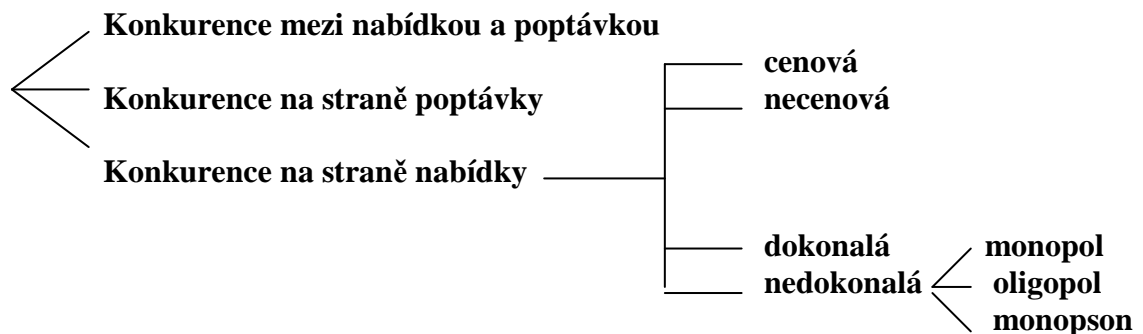 Konkurence mezi nabídkou a poptávkou
Konkurence na straně poptávky
Konkurence na straně nabídky
cenová
necenová
dokonalá
nedokonalá
monopol
oligopol
monopson